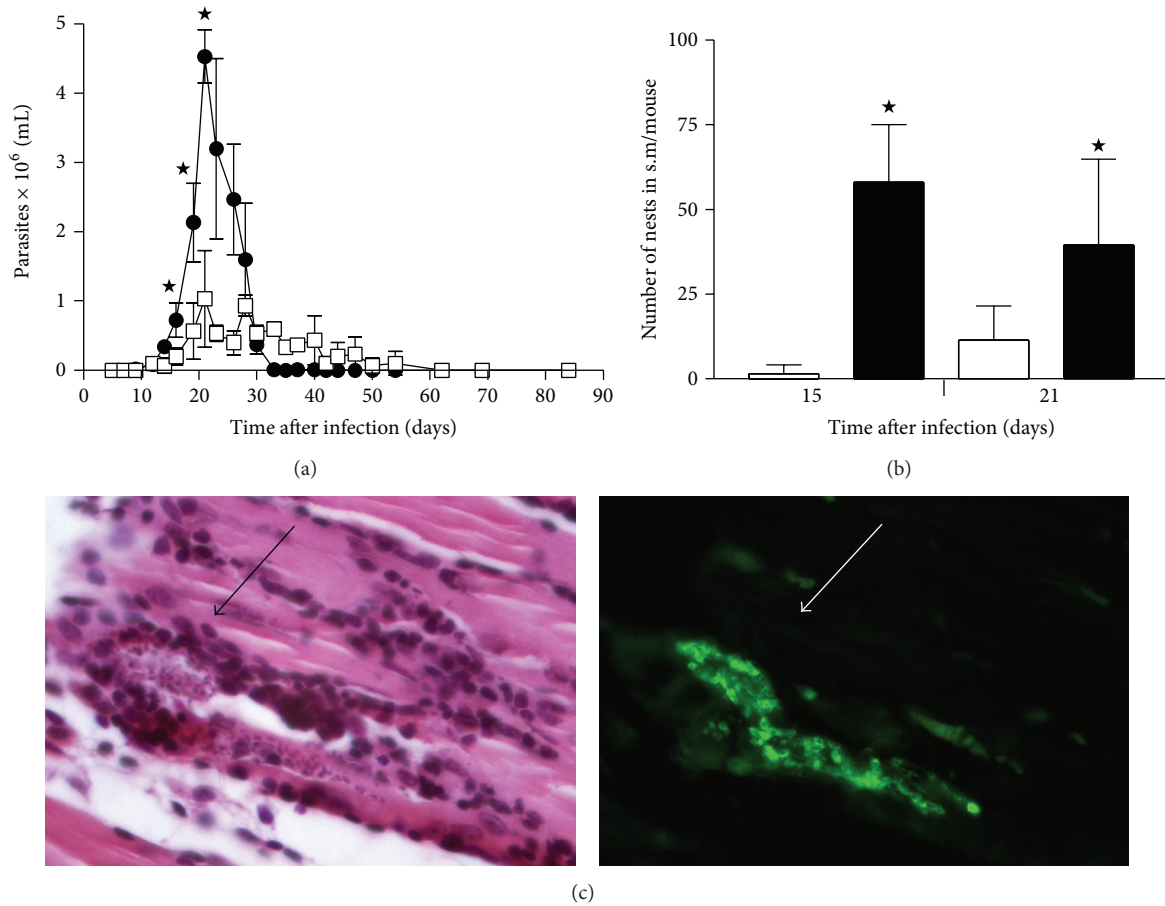 5
4
3
2
1
0
Parasites × 10⁶ (mL)
0 10 20 30 40 50 60 70 80 90
Time after infection (days)
(a)
100
75
50
25
0
Number of nests in s.m/mouse
15 21
Time after infection (days)
(b)
(c)